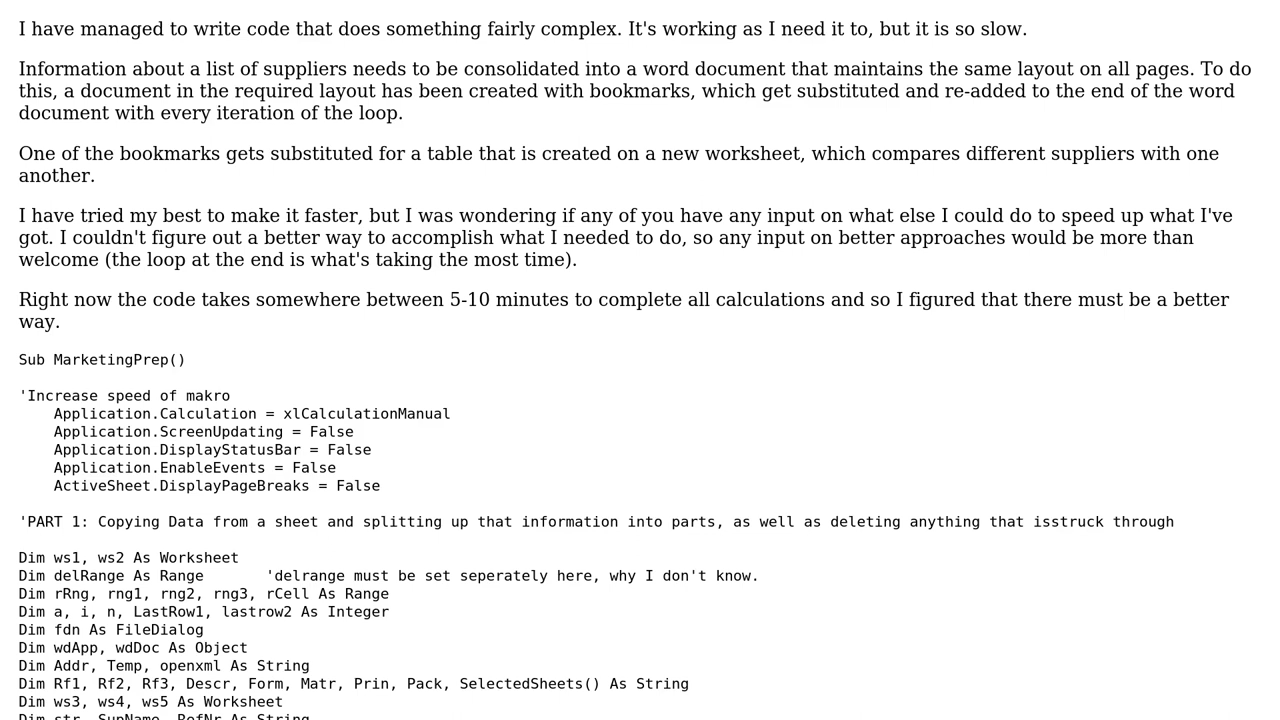 I have managed to write code that does something fairly complex. It's working as I need it to, but it is so slow.
Information about a list of suppliers needs to be consolidated into a word document that maintains the same layout on all pages. To do
this, a document in the required layout has been created with bookmarks, which get substituted and re-added to the end of the word
document with every iteration of the loop.
One of the bookmarks gets substituted for a table that is created on a new worksheet, which compares different suppliers with one
another.
I have tried my best to make it faster, but I was wondering if any of you have any input on what else I could do to speed up what I've
got. I couldn't figure out a better way to accomplish what I needed to do, so any input on better approaches would be more than
welcome (the loop at the end is what's taking the most time).
Right now the code takes somewhere between 5-10 minutes to complete all calculations and so I figured that there must be a better
way.
Sub MarketingPrep()
'Increase speed of makro
    Application.Calculation = xlCalculationManual
    Application.ScreenUpdating = False
    Application.DisplayStatusBar = False
    Application.EnableEvents = False
    ActiveSheet.DisplayPageBreaks = False
'PART 1: Copying Data from a sheet and splitting up that information into parts, as well as deleting anything that isstruck through
Dim ws1, ws2 As Worksheet
Dim delRange As Range       'delrange must be set seperately here, why I don't know.
Dim rRng, rng1, rng2, rng3, rCell As Range
Dim a, i, n, LastRow1, lastrow2 As Integer
Dim fdn As FileDialog
Dim wdApp, wdDoc As Object
Dim Addr, Temp, openxml As String
Dim Rf1, Rf2, Rf3, Descr, Form, Matr, Prin, Pack, SelectedSheets() As String
Dim ws3, ws4, ws5 As Worksheet
Dim str, SupName, RefNr As String